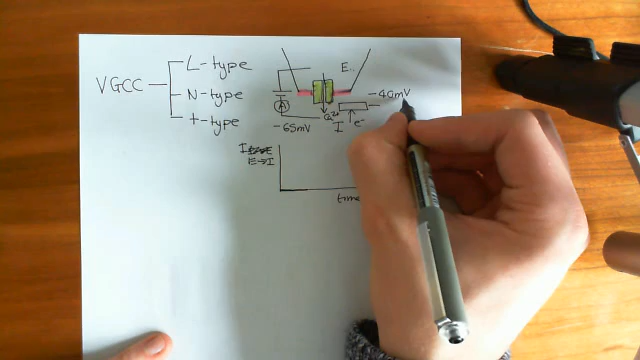 VGCC
L-type
N-type
t-type
E
-40mV
Ca2+
-65mV
I e-
I
E→I
time